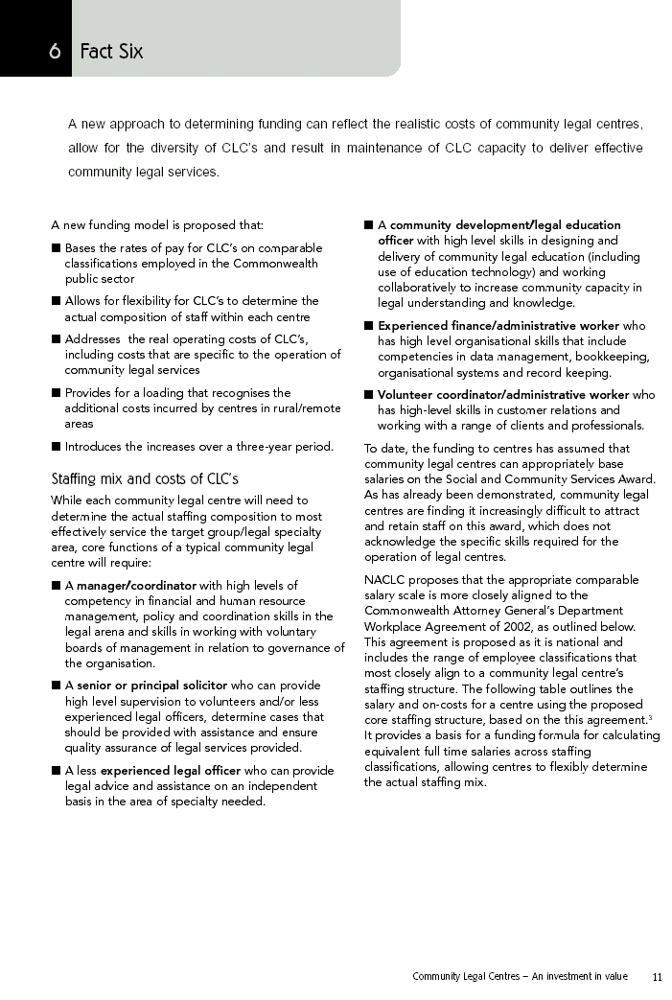 6 Fact Six
A new approach to determining funding can reflect the realistic costs of community legal centres,
allow for the diversity of CLC's and result in maintenance of CLC capacity to deliver effective
community legal services.
A new funding model is proposed that:
■ Bases the rates of pay for CLC's on comparable
classifications employed in the Commonwealth
public sector
■ Allows for flexibility for CLC's to determine the
actual composition of staff within each centre
■ Addresses the real operating costs of CLC's,
including costs that are specific to the operation of
community legal services
■ Provides for a loading that recognises the
additional costs incurred by centres in rural/remote
areas
■ Introduces the increases over a three-year period.
Staffing mix and costs of CLC's
While each community legal centre will need to
determine the actual staffing composition to most
effectively service the target group/legal specialty
area, core functions of a typical community legal
centre will require:
■ A manager/coordinator with high levels of
competency in financial and human resource
management, policy and coordination skills in the
legal arena and skills in working with voluntary
boards of management in relation to governance of
the organisation.
■ A senior or principal solicitor who can provide
high level supervision to volunteers and/or less
experienced legal officers, determine cases that
should be provided with assistance and ensure
quality assurance of legal services provided.
■ A less experienced legal officer who can provide
legal advice and assistance on an independent
basis in the area of specialty needed.
■ A community development/legal education
officer with high level skills in designing and
delivery of community legal education (including
use of education technology) and working
collaboratively to increase community capacity in
legal understanding and knowledge.
■ Experienced finance/administrative worker who
has high level organisational skills that include
competencies in data management, bookkeeping,
organisational systems and record keeping.
■ Volunteer coordinator/administrative worker who
has high-level skills in customer relations and
working with a range of clients and professionals.
To date, the funding to centres has assumed that
community legal centres can appropriately base
salaries on the Social and Community Services Award.
As has already been demonstrated, community legal
centres are finding it increasingly difficult to attract
and retain staff on this award, which does not
acknowledge the specific skills required for the
operation of legal centres.
NACLC proposes that the appropriate comparable
salary scale is more closely aligned to the
Commonwealth Attorney General's Department
Workplace Agreement of 2002, as outlined below.
This agreement is proposed as it is national and
includes the range of employee classifications that
most closely align to a community legal centre's
staffing structure. The following table outlines the
salary and on-costs for a centre using the proposed
core staffing structure, based on the this agreement.³
It provides a basis for a funding formula for calculating
equivalent full time salaries across staffing
classifications, allowing centres to flexibly determine
the actual staffing mix.
Community Legal Centres – An investment in value 11